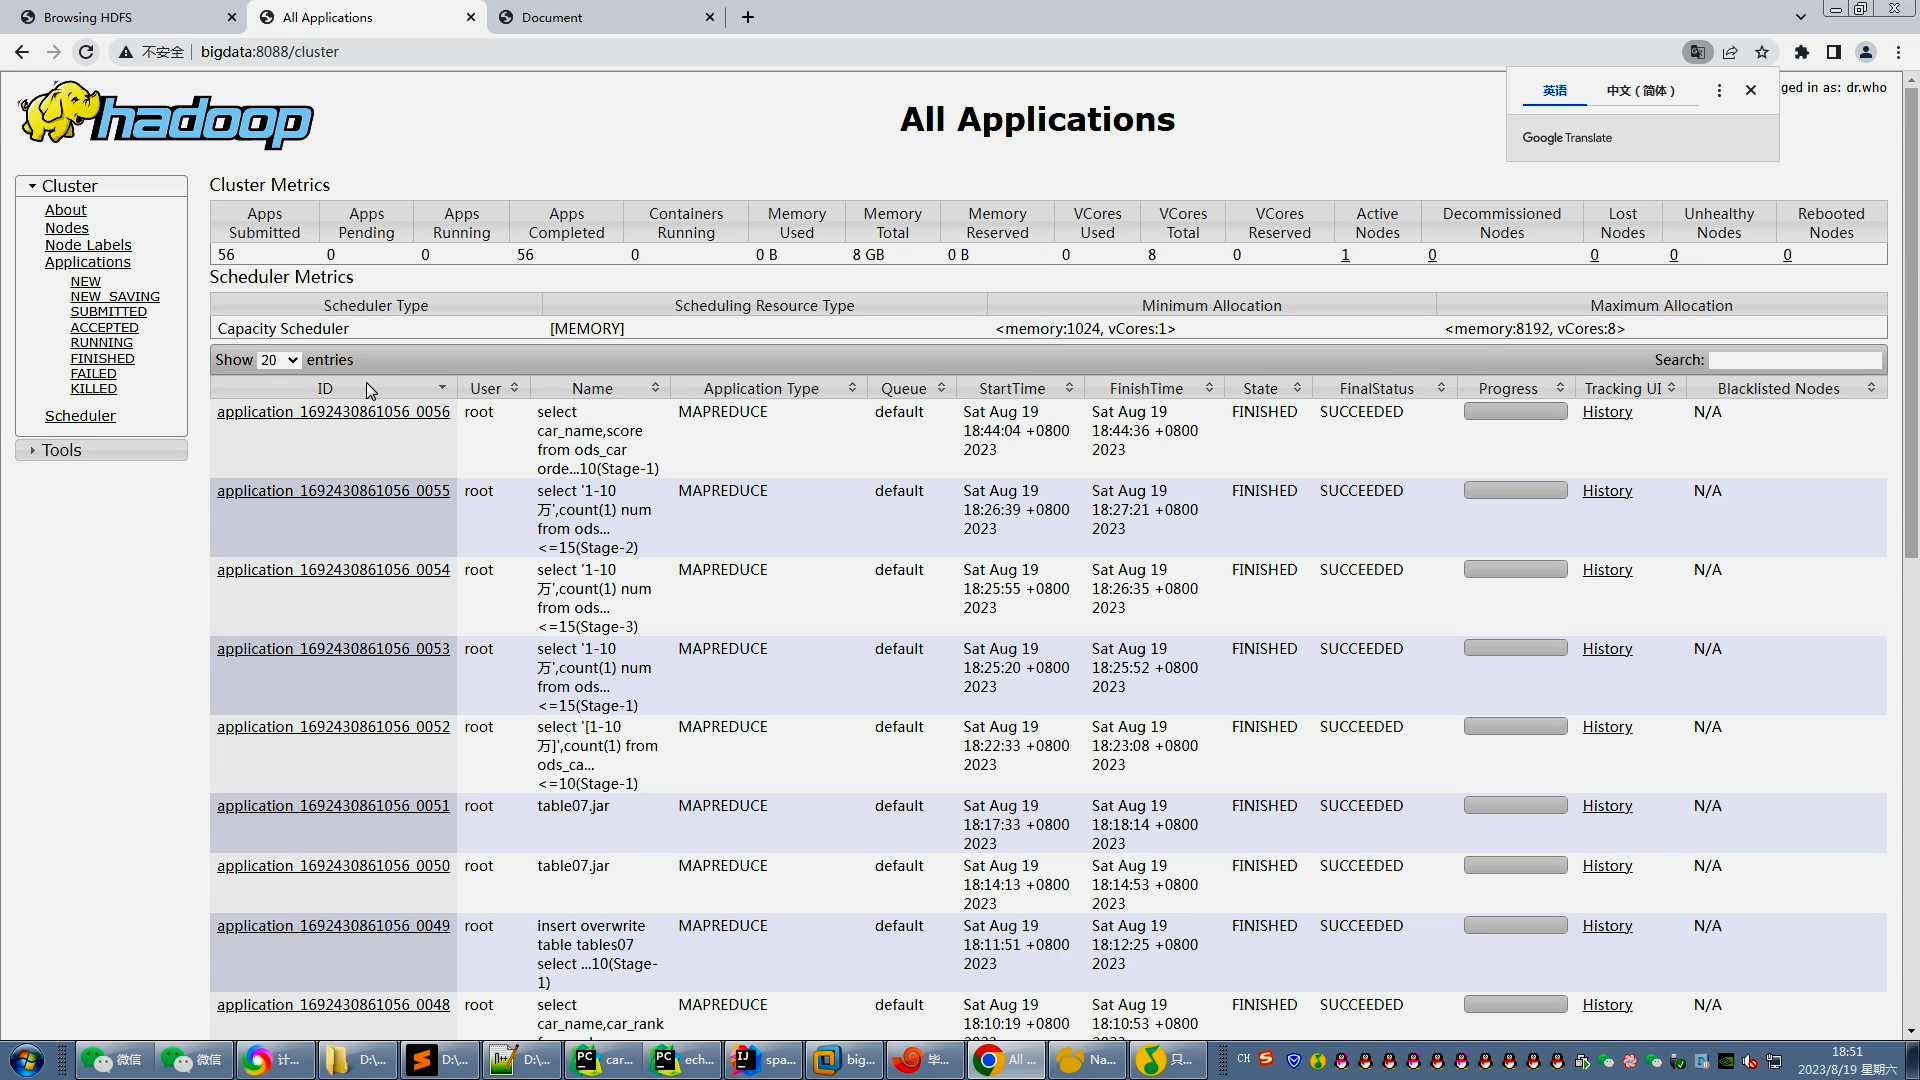 Browsing HDFS
All Applications
Document
不安全
bigdata:8088/cluster
英语
中文（简体）
Google Translate
ged in as: dr.who
hadoop
All Applications
Cluster
About
Nodes
Node Labels
Applications
NEW
NEW_SAVING
SUBMITTED
ACCEPTED
RUNNING
FINISHED
FAILED
KILLED
Scheduler
Tools
Cluster Metrics
Apps Submitted Apps Pending Apps Running Apps Completed Containers Running Memory Used Memory Total Memory Reserved VCores Used VCores Total VCores Reserved Active Nodes Decommissioned Nodes Lost Nodes Unhealthy Nodes Rebooted Nodes
56 0 0 56 0 0 B 8 GB 0 B 0 8 0 1 0 0 0 0
Scheduler Metrics
Scheduler Type Scheduling Resource Type Minimum Allocation Maximum Allocation
Capacity Scheduler [MEMORY] <memory:1024, vCores:1> <memory:8192, vCores:8>
Show 20 entries Search:
ID User Name Application Type Queue StartTime FinishTime State FinalStatus Progress Tracking UI Blacklisted Nodes
application_1692430861056_0056 root select MAPREDUCE default Sat Aug 19 Sat Aug 19 FINISHED SUCCEEDED History N/A
car_name,score 18:44:04 +0800 18:44:36 +0800
from ods_car 2023 2023
orde...10(Stage-1)
application_1692430861056_0055 root select '1-10 MAPREDUCE default Sat Aug 19 Sat Aug 19 FINISHED SUCCEEDED History N/A
万',count(1) num 18:26:39 +0800 18:27:21 +0800
from ods... 2023 2023
<=15(Stage-2)
application_1692430861056_0054 root select '1-10 MAPREDUCE default Sat Aug 19 Sat Aug 19 FINISHED SUCCEEDED History N/A
万',count(1) num 18:25:55 +0800 18:26:35 +0800
from ods... 2023 2023
<=15(Stage-3)
application_1692430861056_0053 root select '1-10 MAPREDUCE default Sat Aug 19 Sat Aug 19 FINISHED SUCCEEDED History N/A
万',count(1) num 18:25:20 +0800 18:25:52 +0800
from ods... 2023 2023
<=15(Stage-1)
application_1692430861056_0052 root select '[1-10 MAPREDUCE default Sat Aug 19 Sat Aug 19 FINISHED SUCCEEDED History N/A
万]',count(1) from 18:22:33 +0800 18:23:08 +0800
ods_ca... 2023 2023
<=10(Stage-1)
application_1692430861056_0051 root table07.jar MAPREDUCE default Sat Aug 19 Sat Aug 19 FINISHED SUCCEEDED History N/A
18:17:33 +0800 18:18:14 +0800
2023 2023
application_1692430861056_0050 root table07.jar MAPREDUCE default Sat Aug 19 Sat Aug 19 FINISHED SUCCEEDED History N/A
18:14:13 +0800 18:14:53 +0800
2023 2023
application_1692430861056_0049 root insert overwrite MAPREDUCE default Sat Aug 19 Sat Aug 19 FINISHED SUCCEEDED History N/A
table tables07 18:11:51 +0800 18:12:25 +0800
select ...10(Stage- 2023 2023
1)
application_1692430861056_0048 root select MAPREDUCE default Sat Aug 19 Sat Aug 19 FINISHED SUCCEEDED History N/A
car_name,car_rank 18:10:19 +0800 18:10:53 +0800
微信 微信 计... D:\... D:\... D:\... car... ech... spa... big... 毕... All ... Na... 只... CH 18:51
2023/8/19 星期六